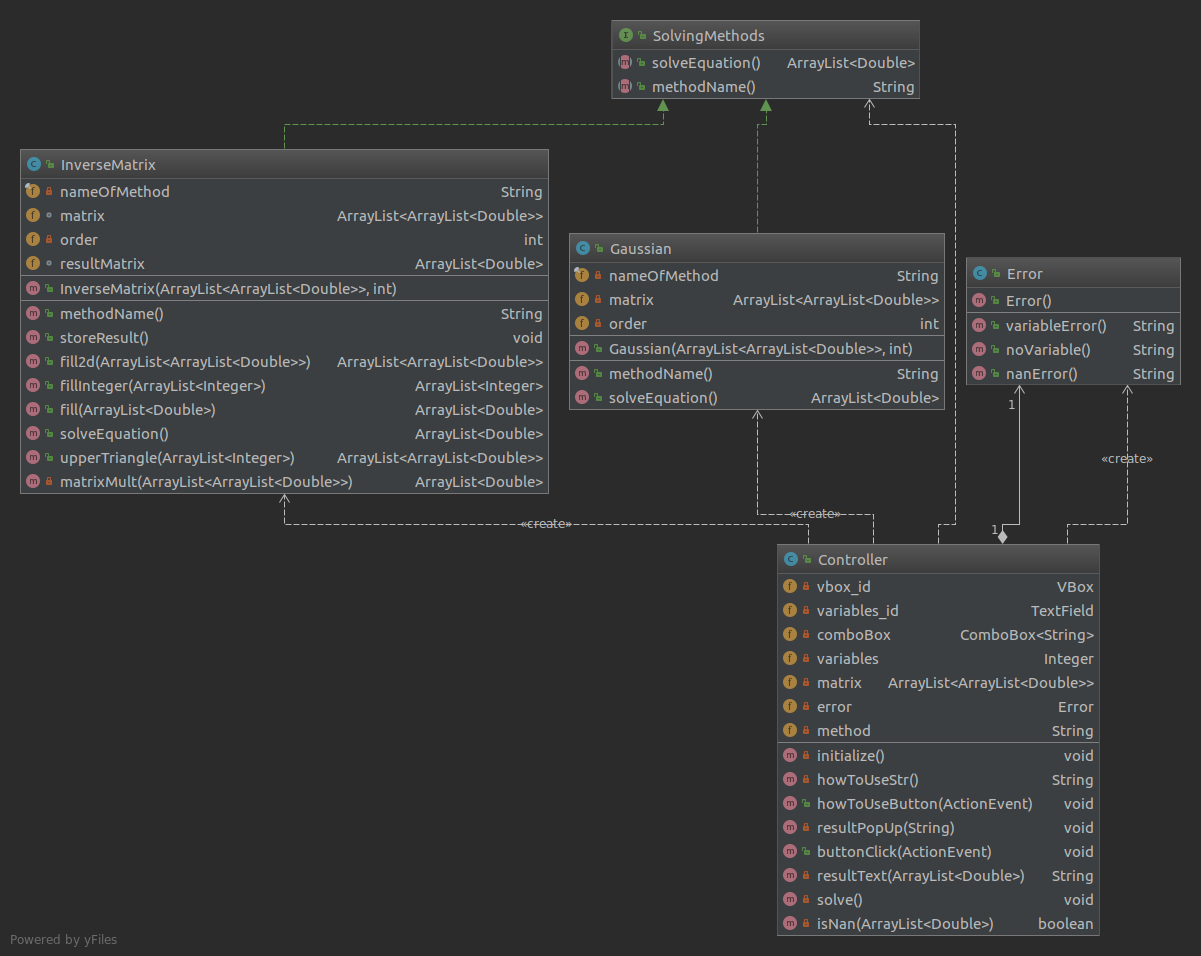 SolvingMethods
solveEquation() ArrayList<Double>
methodName() String
InverseMatrix
nameOfMethod String
matrix ArrayList<ArrayList<Double>>
order int
resultMatrix ArrayList<Double>
InverseMatrix(ArrayList<ArrayList<Double>>, int)
methodName() String
storeResult() void
fill2d(ArrayList<ArrayList<Double>>) ArrayList<ArrayList<Double>>
fillInteger(ArrayList<Integer>) ArrayList<Integer>
fill(ArrayList<Double>) ArrayList<Double>
solveEquation() ArrayList<Double>
upperTriangle(ArrayList<Integer>) ArrayList<ArrayList<Double>>
matrixMult(ArrayList<ArrayList<Double>>) ArrayList<Double>
Gaussian
nameOfMethod String
matrix ArrayList<ArrayList<Double>>
order int
Gaussian(ArrayList<ArrayList<Double>>, int)
methodName() String
solveEquation() ArrayList<Double>
Error
Error()
variableError() String
noVariable() String
nanError() String
1
«create»
«create»
«create»
1
Controller
vbox_id VBox
variables_id TextField
comboBox ComboBox<String>
variables Integer
matrix ArrayList<ArrayList<Double>>
error Error
method String
initialize() void
howToUseStr() String
howToUseButton(ActionEvent) void
resultPopUp(String) void
buttonClick(ActionEvent) void
resultText(ArrayList<Double>) String
solve() void
isNan(ArrayList<Double>) boolean
Powered by yFiles